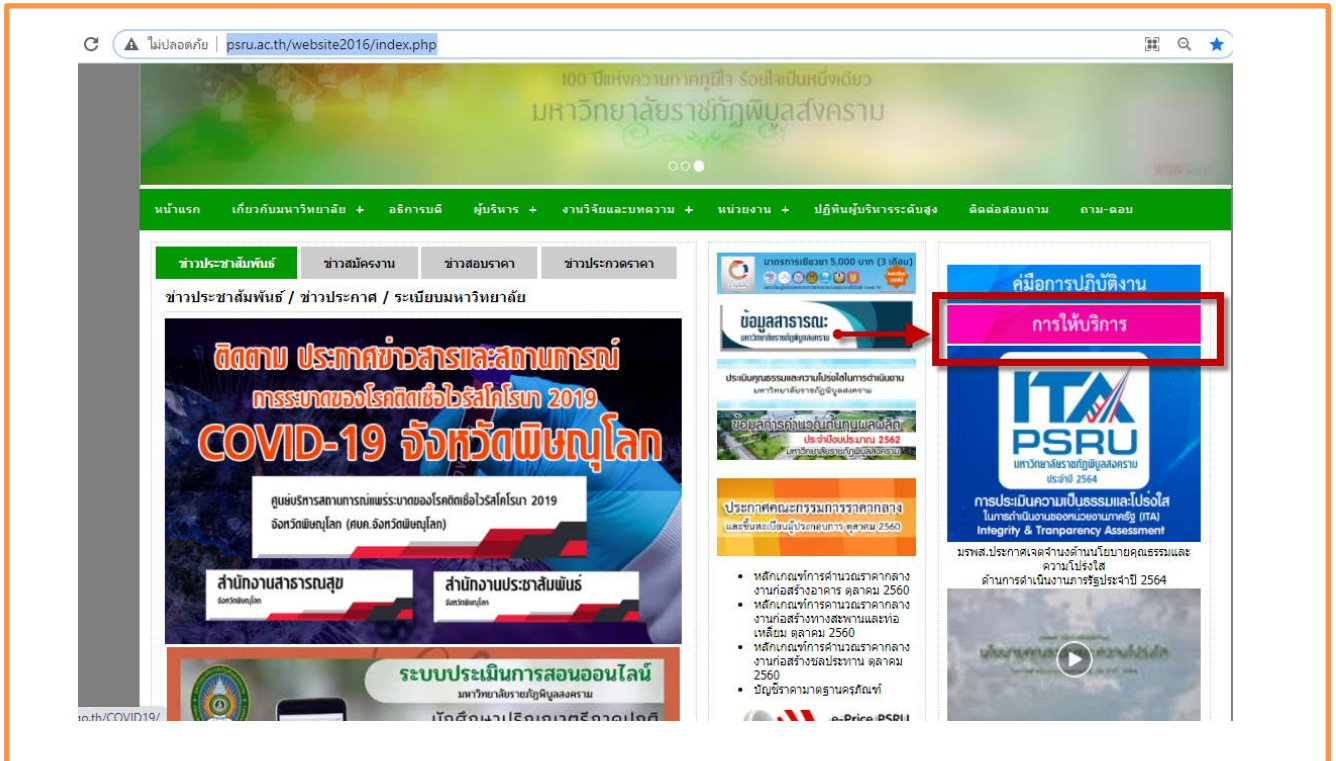 ไม่ปลอดภัย
psru.ac.th/website2016/index.php
100 ปีแห่งความภาคภูมิใจ ร้อยใจเป็นหนึ่งเดียว
มหาวิทยาลัยราชภัฏพิบูลสงคราม
หน้าแรก เกี่ยวกับมหาวิทยาลัย + อธิการบดี ผู้บริหาร + งานวิจัยและบทความ + หน่วยงาน + ปฏิทินผู้บริหารระดับสูง ติดต่อสอบถาม ถาม-ตอบ
ข่าวประชาสัมพันธ์ ข่าวสมัครงาน ข่าวสอบราคา ข่าวประกวดราคา
ข่าวประชาสัมพันธ์ / ข่าวประกาศ / ระเบียบมหาวิทยาลัย
ติดตาม ประกาศข่าวสารและสถานการณ์
การระบาดของโรคติดเชื้อไวรัสโคโรนา 2019
COVID-19 จังหวัดพิษณุโลก
ศูนย์บริหารสถานการณ์แพร่ระบาดของโรคติดเชื้อไวรัสโคโรนา 2019
จังหวัดพิษณุโลก (ศบค.จังหวัดพิษณุโลก)
สำนักงานสาธารณสุข
จังหวัดพิษณุโลก
สำนักงานประชาสัมพันธ์
จังหวัดพิษณุโลก
ระบบประเมินการสอนออนไลน์
มหาวิทยาลัยราชภัฏพิบูลสงคราม
นักศึกษาปริญญาตรีภาคปกติ
มาตรการเยียวยา 5,000 บาท (3 เดือน)
ข้อมูลสาธารณะ
มหาวิทยาลัยราชภัฏพิบูลสงคราม
ประเมินคุณธรรมและความโปร่งใสในการดำเนินงาน
มหาวิทยาลัยราชภัฏพิบูลสงคราม
ข้อมูลการคำนวณต้นทุนผลผลิต
ประจำปีงบประมาณ 2562
มหาวิทยาลัยราชภัฏพิบูลสงคราม
ประกาศคณะกรรมการราคากลาง
และขึ้นทะเบียนผู้ประกอบการ ตุลาคม 2560
• หลักเกณฑ์การคำนวณราคากลาง
งานก่อสร้างอาคาร ตุลาคม 2560
• หลักเกณฑ์การคำนวณราคากลาง
งานก่อสร้างทางสะพานและท่อ
เหลี่ยม ตุลาคม 2560
• หลักเกณฑ์การคำนวณราคากลาง
งานก่อสร้างชลประทาน ตุลาคม
2560
• บัญชีราคามาตรฐานครุภัณฑ์
e-Price PSRU
คู่มือการปฏิบัติงาน
การให้บริการ
ITA
PSRU
มหาวิทยาลัยราชภัฏพิบูลสงคราม
ประจำปี 2564
การประเมินความเป็นธรรมและโปร่งใส
ในการดำเนินงานของหน่วยงานภาครัฐ (ITA)
Integrity & Tranparency Assessment
มรพส.ประกาศเจตจำนงด้านนโยบายคุณธรรมและ
ความโปร่งใส
ด้านการดำเนินงานภาครัฐประจำปี 2564